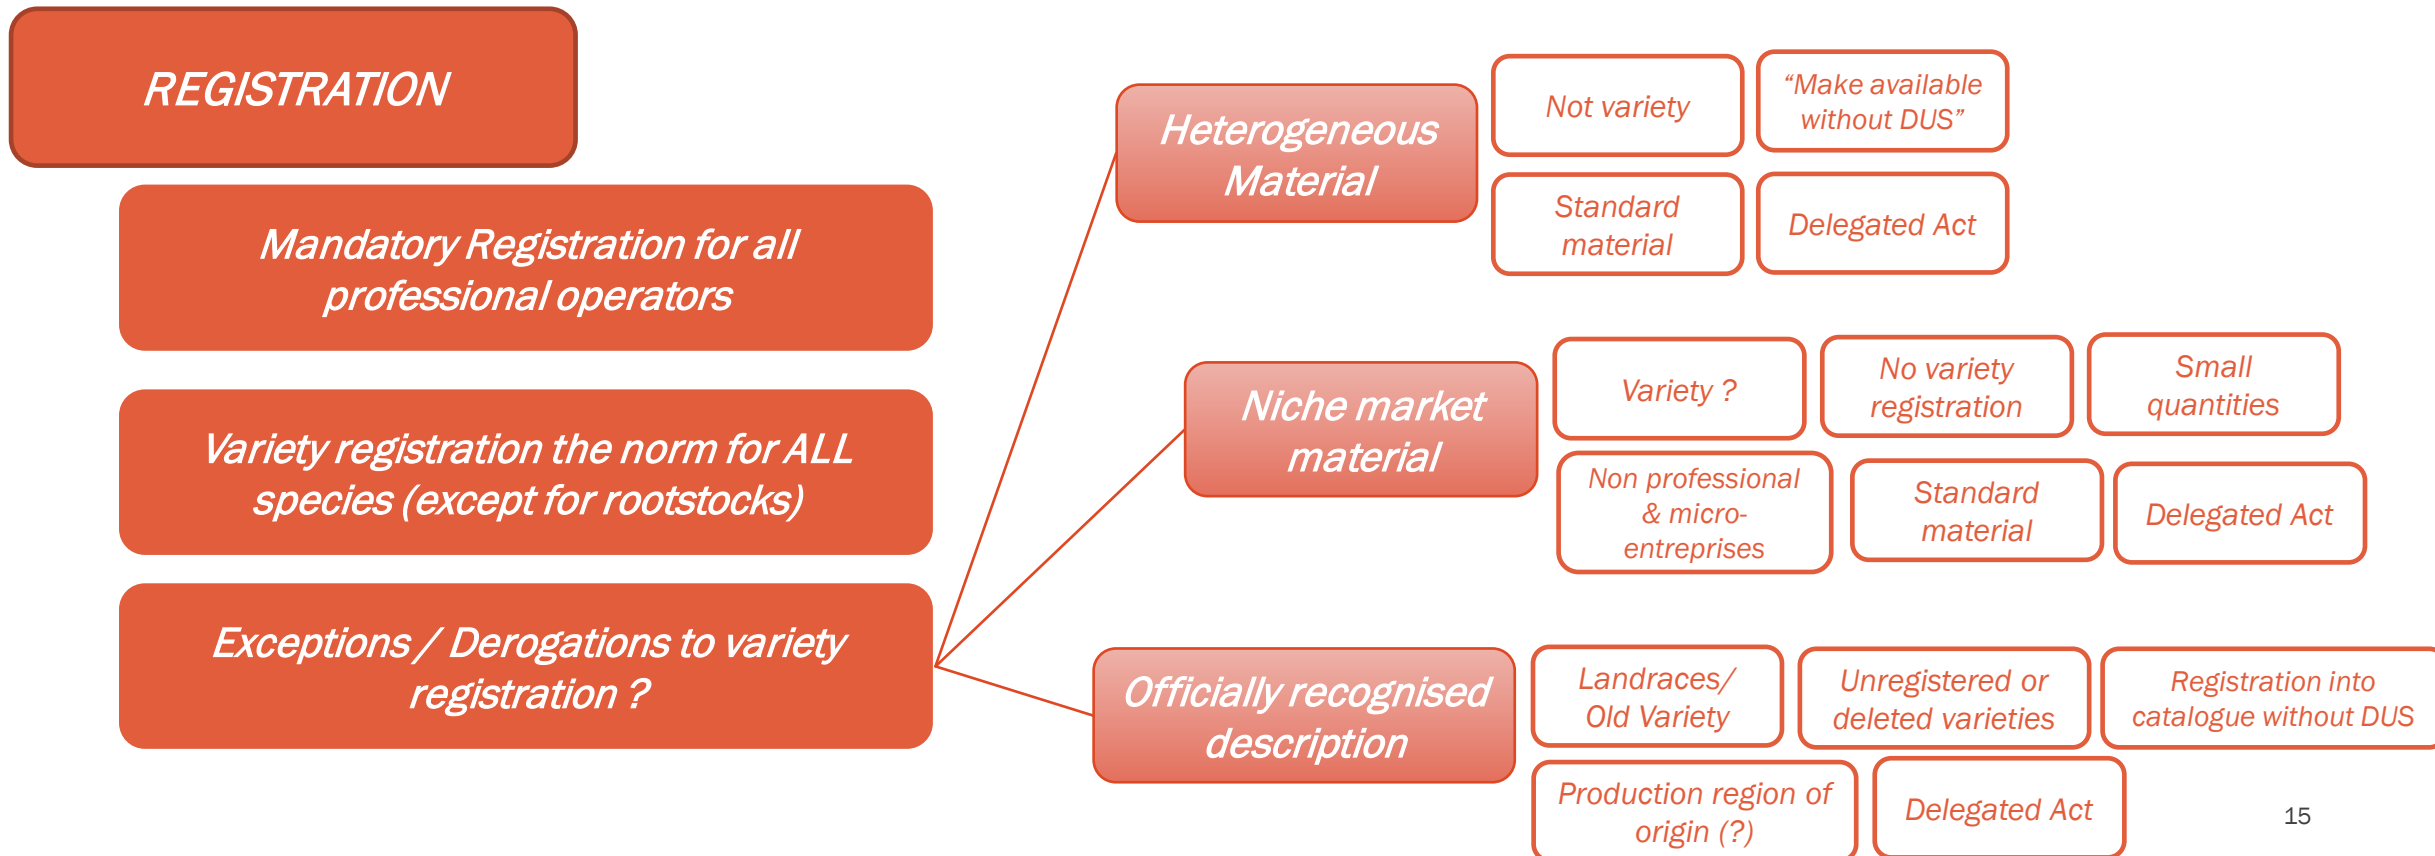 REGISTRATION
Mandatory Registration for all
professional operators
Variety registration the norm for ALL
species (except for rootstocks)
Exceptions / Derogations to variety
registration ?
Heterogeneous
Material
Not variety
“Make available
without DUS”
Standard
material
Delegated Act
Niche market
material
Variety ?
No variety
registration
Small
quantities
Non professional
& micro-
entreprises
Standard
material
Delegated Act
Officially recognised
description
Landraces/
Old Variety
Unregistered or
deleted varieties
Registration into
catalogue without DUS
Production region of
origin (?)
Delegated Act
15